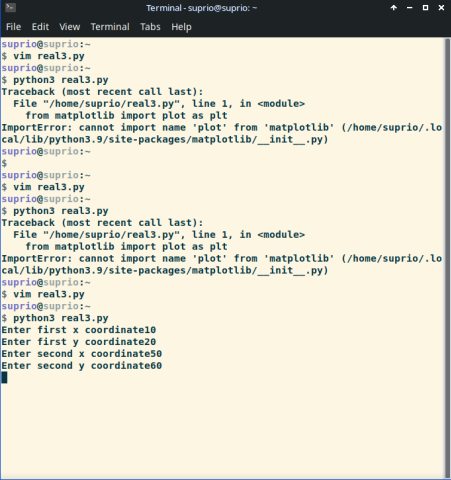 Terminal - suprio@suprio: ~
File Edit View Terminal Tabs Help
suprio@suprio:~
$ vim real3.py
suprio@suprio:~
$ python3 real3.py
Traceback (most recent call last):
  File "/home/suprio/real3.py", line 1, in <module>
    from matplotlib import plot as plt
ImportError: cannot import name 'plot' from 'matplotlib' (/home/suprio/.lo
cal/lib/python3.9/site-packages/matplotlib/__init__.py)
suprio@suprio:~
$
suprio@suprio:~
$ vim real3.py
suprio@suprio:~
$ python3 real3.py
Traceback (most recent call last):
  File "/home/suprio/real3.py", line 1, in <module>
    from matplotlib import plot as plt
ImportError: cannot import name 'plot' from 'matplotlib' (/home/suprio/.lo
cal/lib/python3.9/site-packages/matplotlib/__init__.py)
suprio@suprio:~
$ vim real3.py
suprio@suprio:~
$ python3 real3.py
Enter first x coordinate10
Enter first y coordinate20
Enter second x coordinate50
Enter second y coordinate60